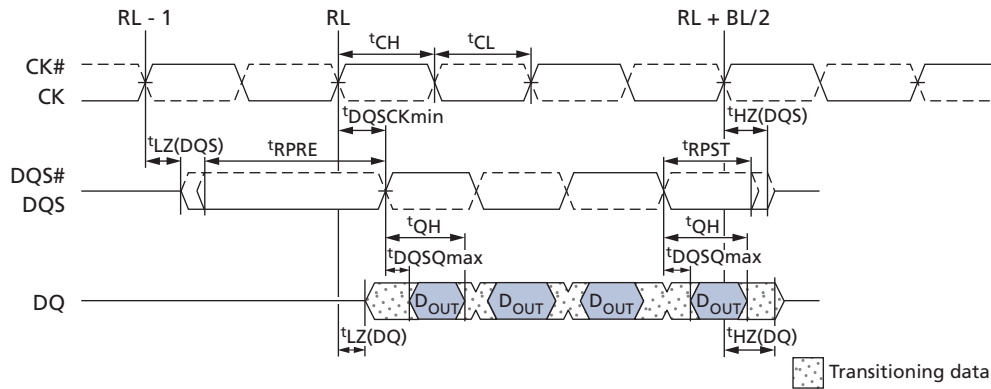 RL - 1
RL
RL + BL/2
tCH
tCL
CK#
CK
tDQSCKmin
tHZ(DQS)
tLZ(DQS)
tRPRE
tRPST
DQS#
DQS
tQH
tQH
tDQSQmax
tDQSQmax
DQ
DOUT
DOUT
DOUT
DOUT
tLZ(DQ)
tHZ(DQ)
Transitioning data